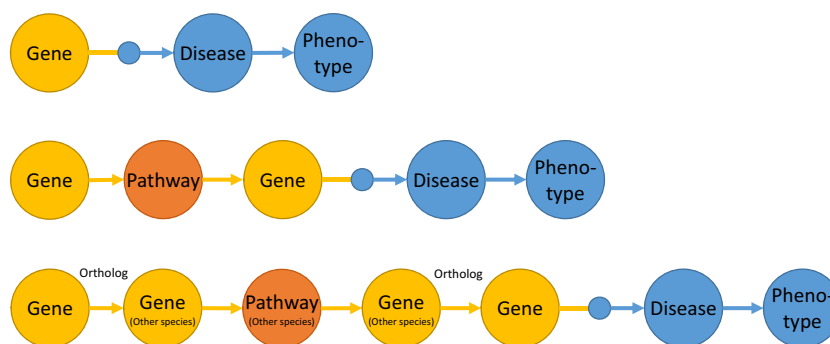 Gene
Disease
Pheno-
type
Gene
Pathway
Gene
Disease
Pheno-
type
Ortholog
Ortholog
Gene
Gene
(Other species)
Pathway
(Other species)
Gene
(Other species)
Gene
Disease
Pheno-
type